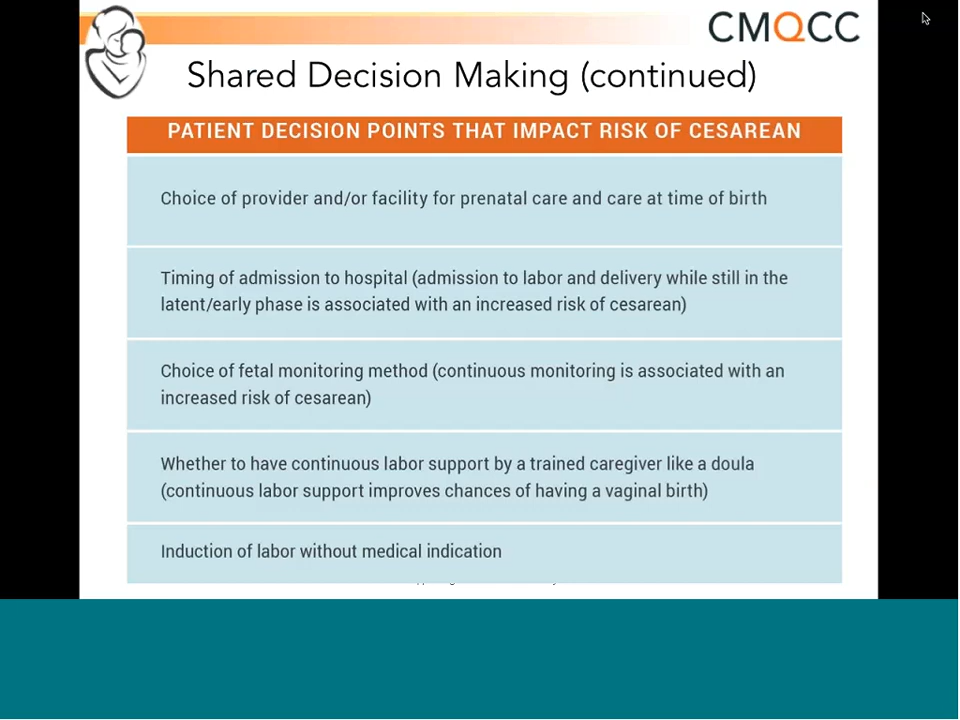 CMQCC
Shared Decision Making (continued)
PATIENT DECISION POINTS THAT IMPACT RISK OF CESAREAN
Choice of provider and/or facility for prenatal care and care at time of birth
Timing of admission to hospital (admission to labor and delivery while still in the
latent/early phase is associated with an increased risk of cesarean)
Choice of fetal monitoring method (continuous monitoring is associated with an
increased risk of cesarean)
Whether to have continuous labor support by a trained caregiver like a doula
(continuous labor support improves chances of having a vaginal birth)
Induction of labor without medical indication